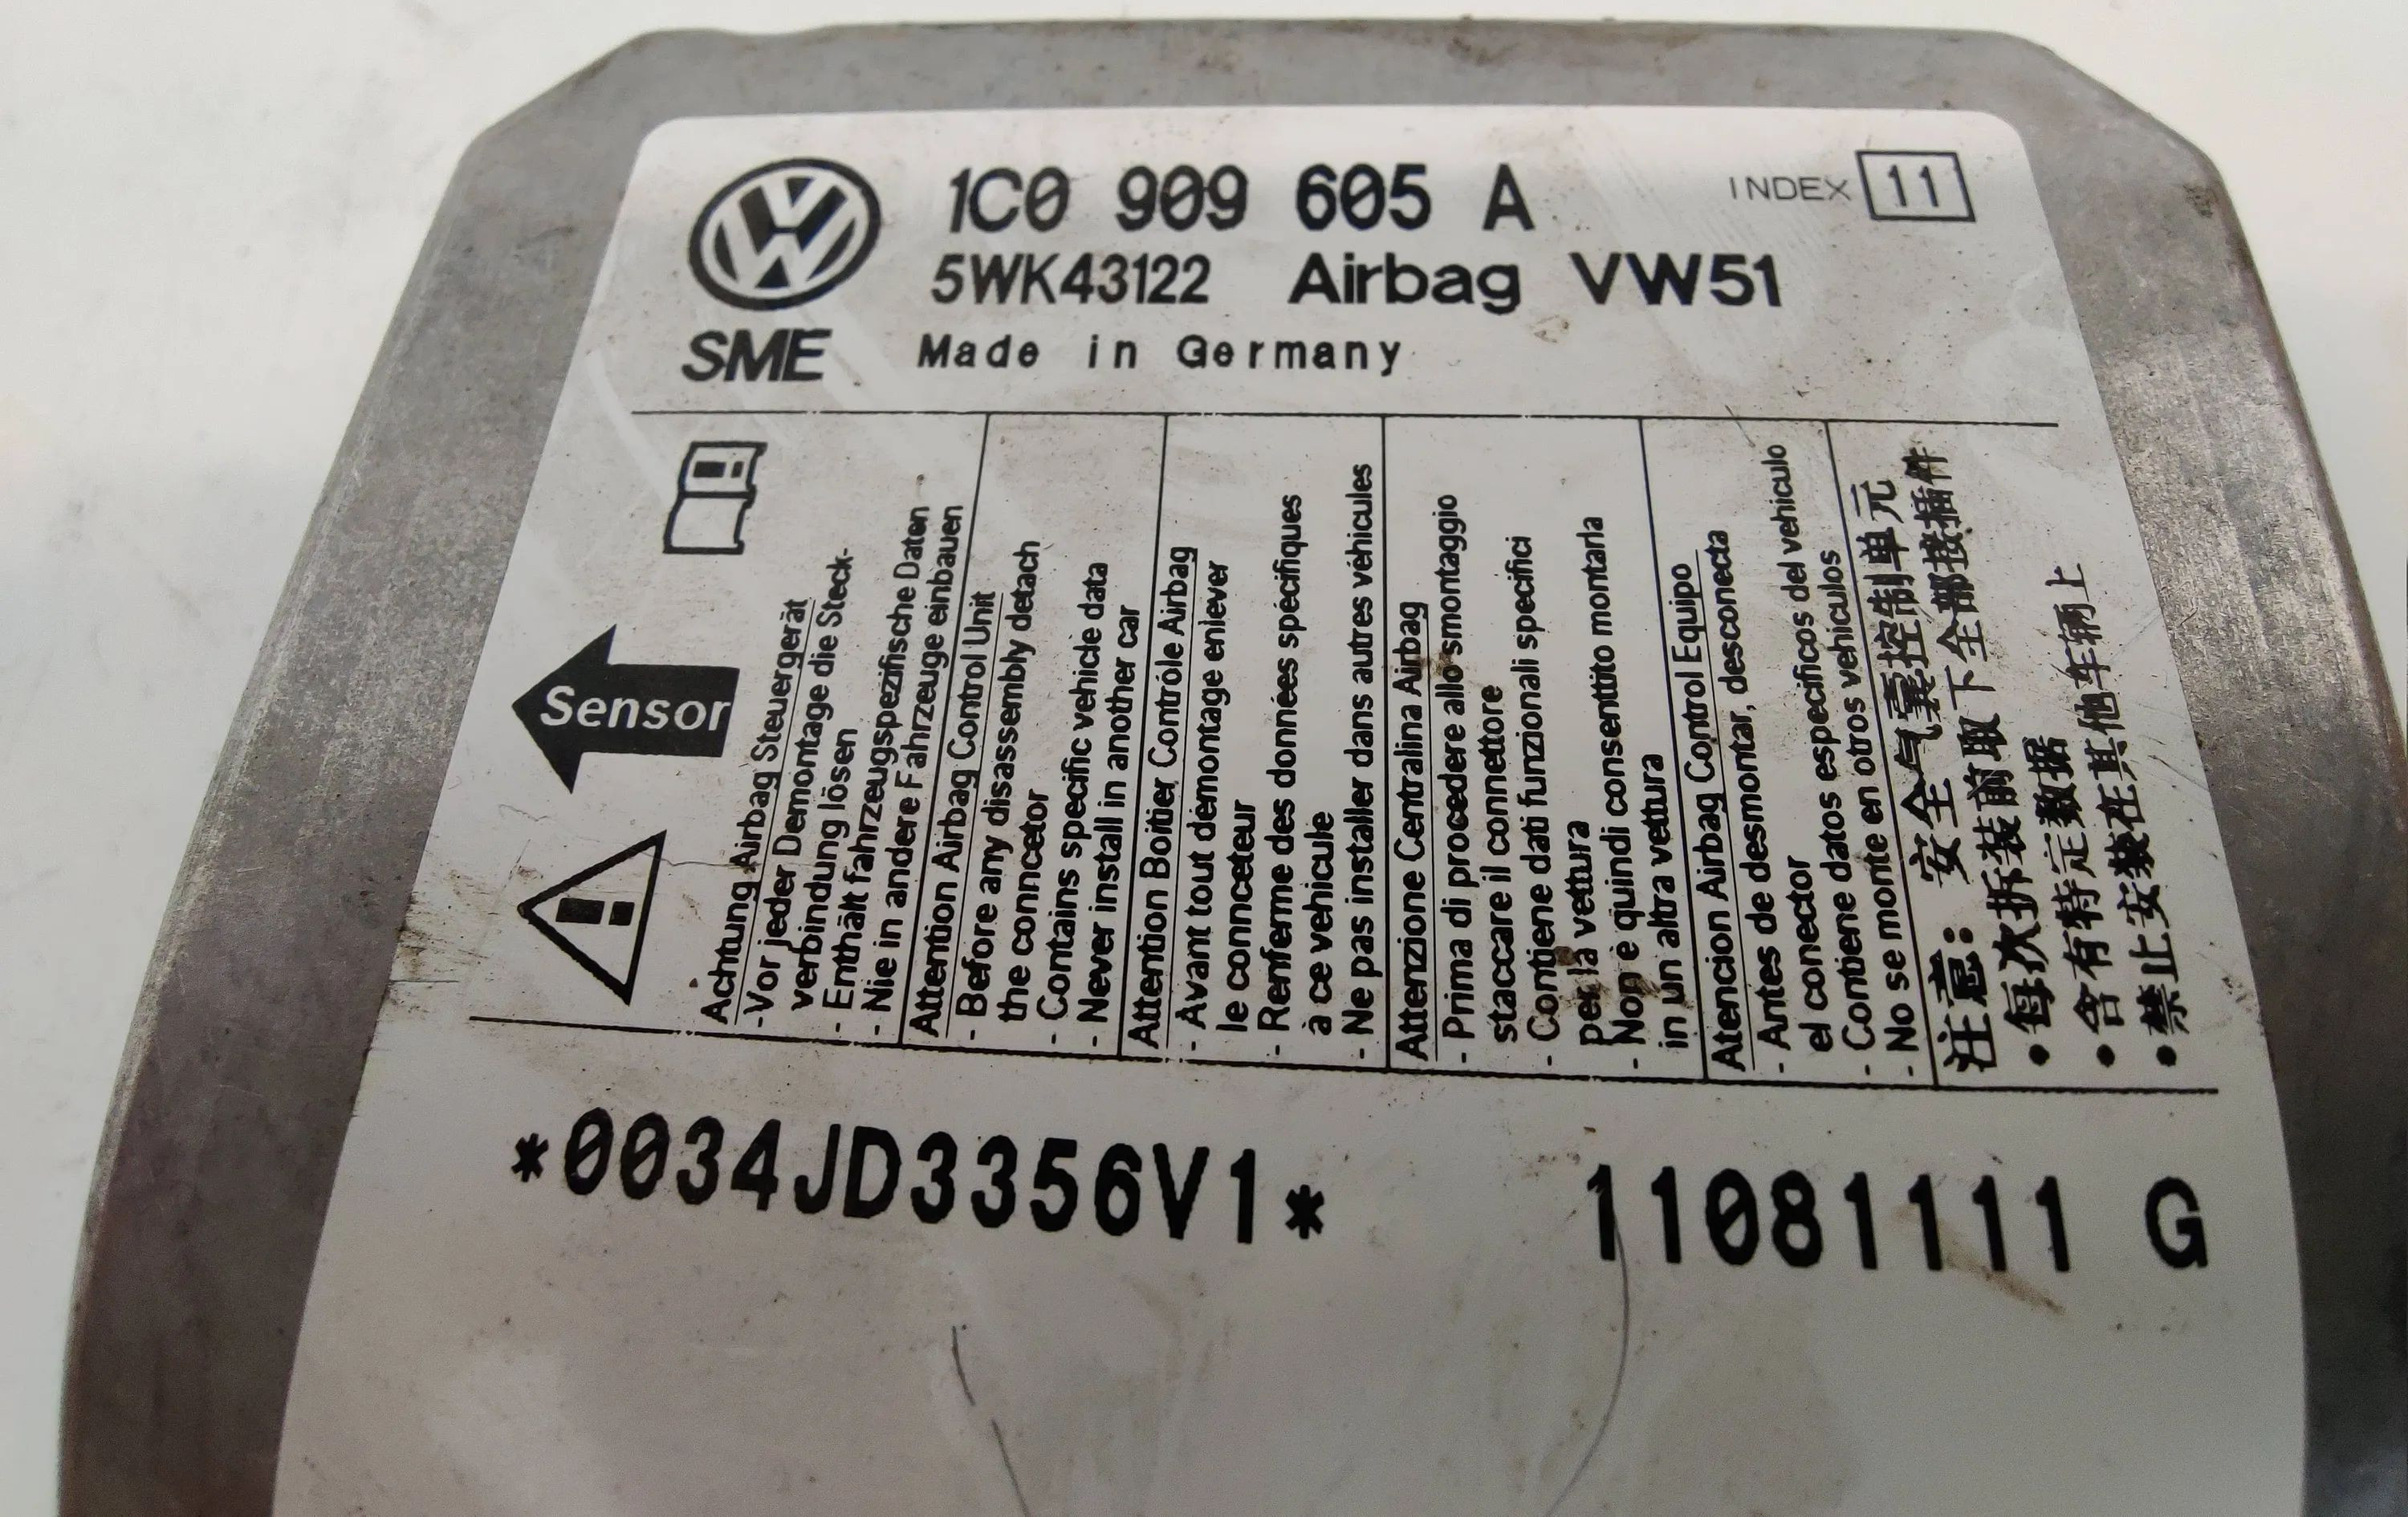 1C0 909 605 A
INDEX 11
5WK43122 Airbag VW51
SME
Made in Germany
Sensor
Achtung Airbag Steuergerät
-Vor jeder Demontage die Steck-
verbindung lösen
- Enthält fahrzeugspezifische Daten
- Nie in andere Fahrzeuge einbauen
Attention Airbag Control Unit
- Before any disassembly detach
the conncetor
- Contains specific vehicle data
- Never install in another car
Attention Boitier Contrôle Airbag
- Avant tout démontage enlever
le conneceteur
- Renferme des données spécifiques
à ce vehicule
- Ne pas installer dans autres véhicules
Attenzione Centralina Airbag
- Prima di procedere allo smontaggio
staccare il connettore
- Contiene dati funzionali specifici
per la vettura
- Non è quindi consentito montarla
in un altra vettura
Atencion Airbag Control Equipo
- Antes de desmontar, desconecta
el conector
- Contiene datos especificos del vehiculo
- No se monte en otros vehiculos
注意: 安全气囊控制单元
• 每次拆装前取下全部接插件
• 含有特定数据
• 禁止安装在其他车辆上
*0034JD3356V1*
11081111 G